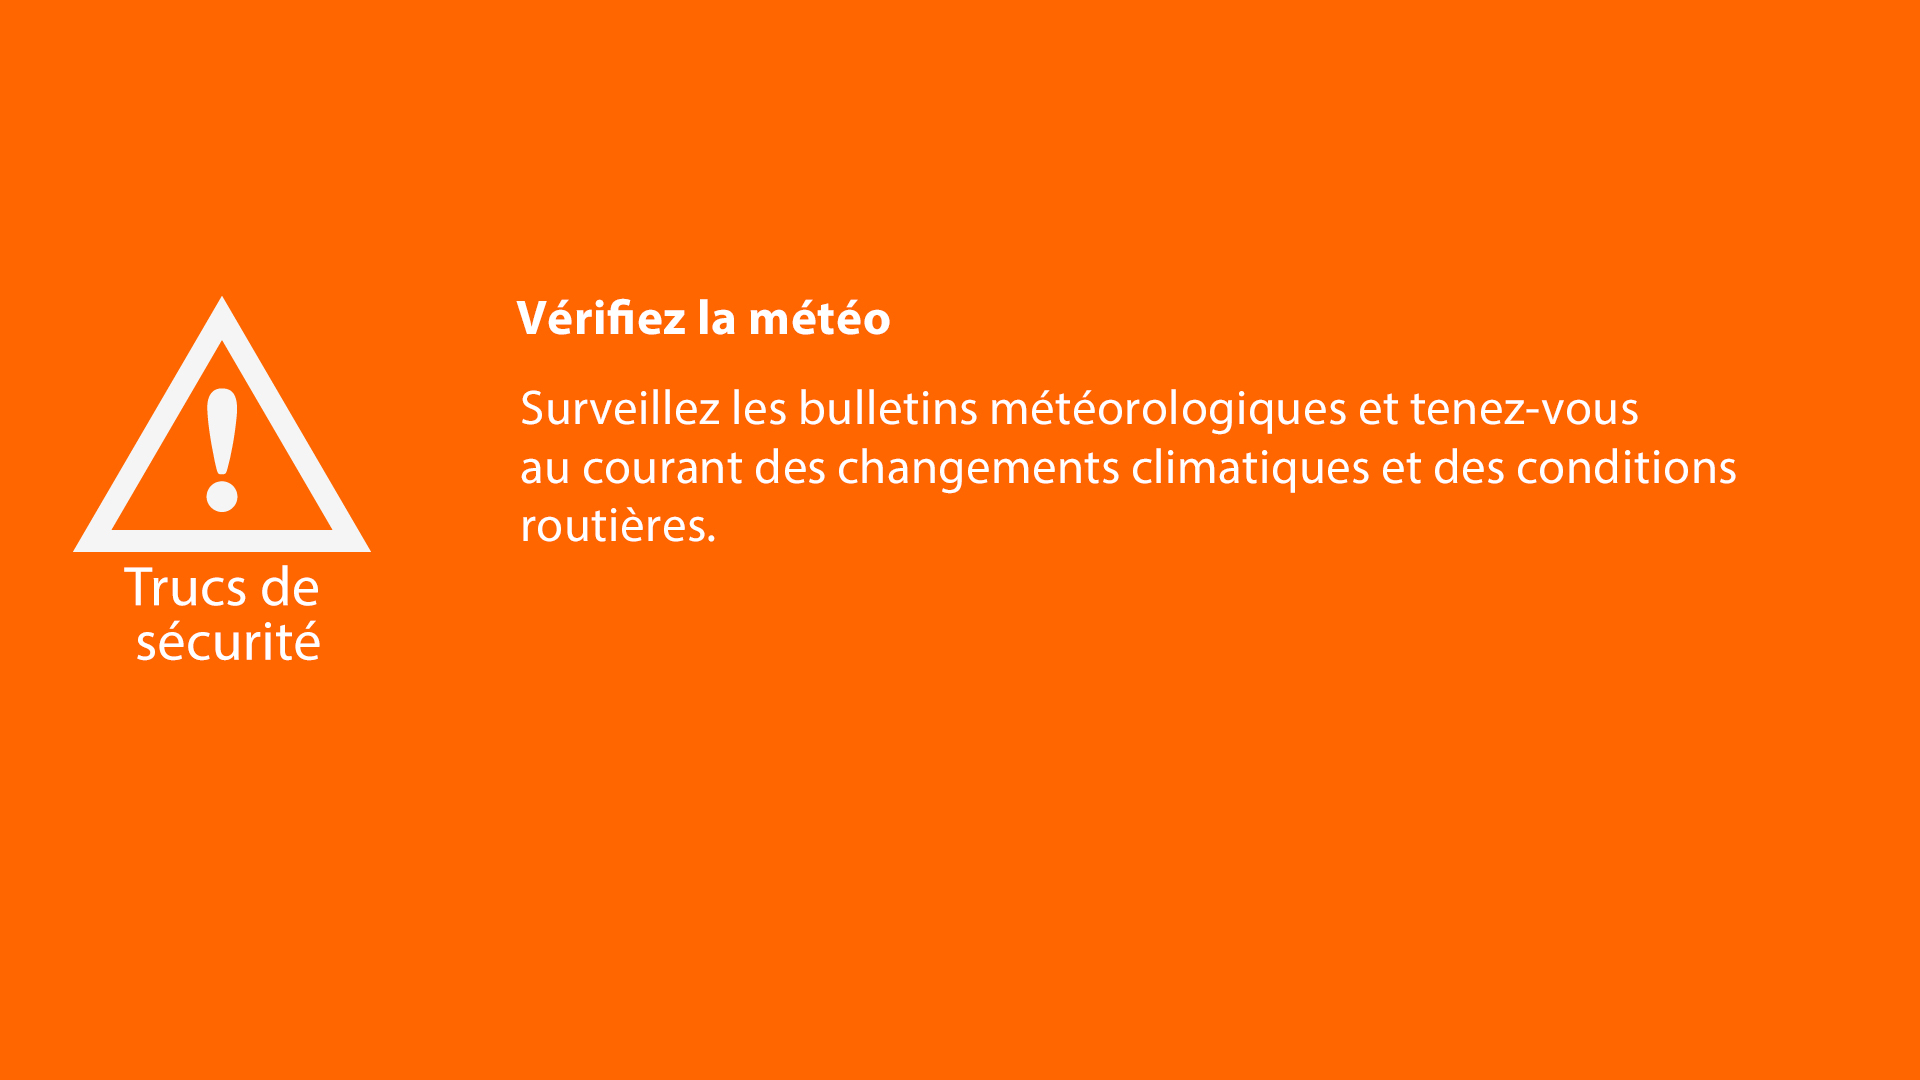 Vérifiez la météo
Surveillez les bulletins météorologiques et tenez-vous
au courant des changements climatiques et des conditions
routières.
Trucs de
sécurité